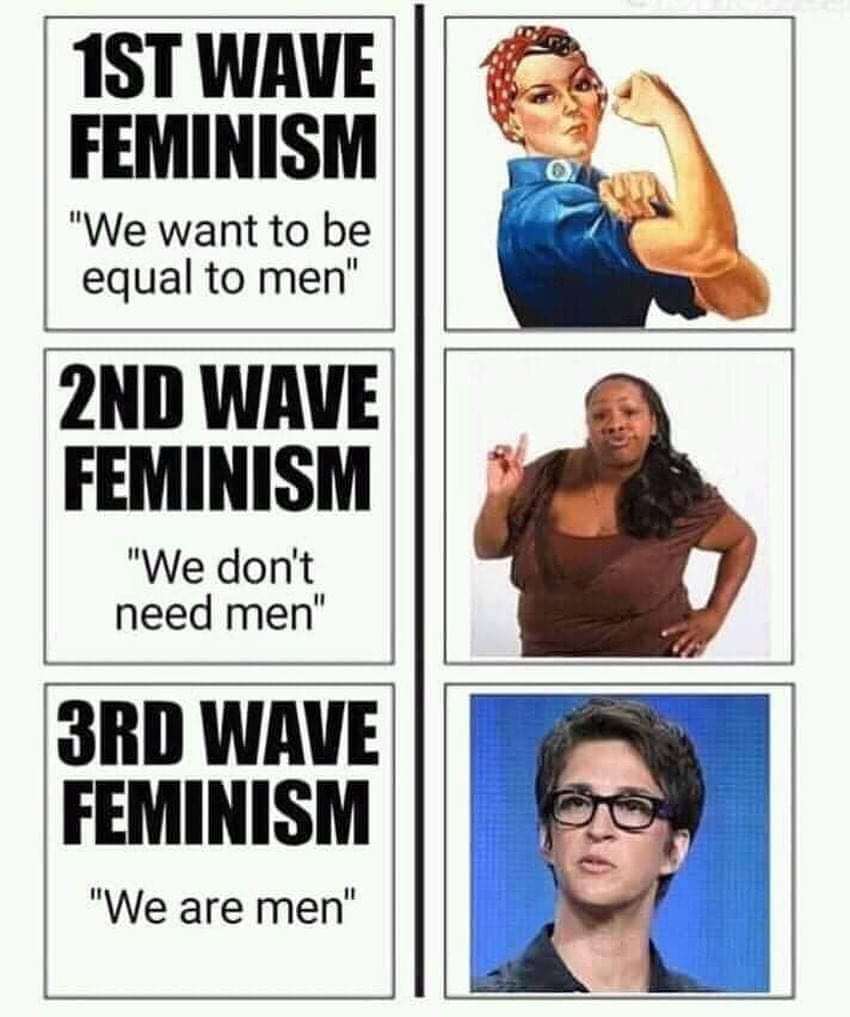 1ST WAVE
FEMINISM
"We want to be
equal to men"
2ND WAVE
FEMINISM
"We don't
need men"
3RD WAVE
FEMINISM
"We are men"